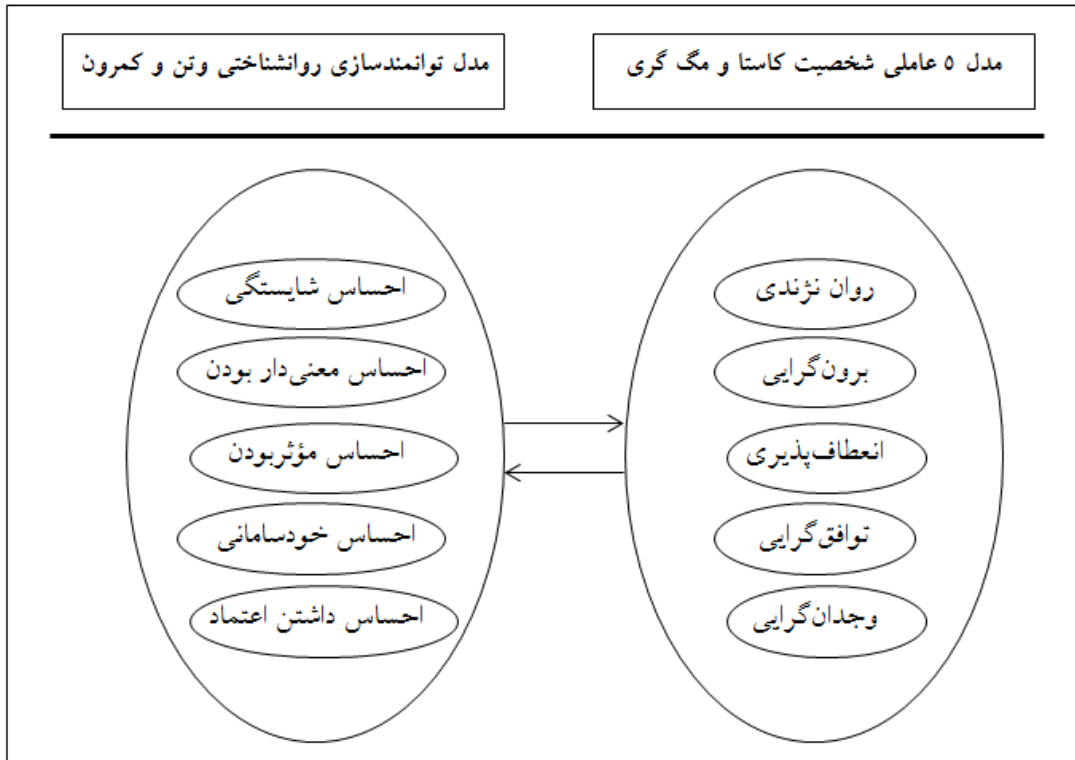 مدل ۵ عاملی شخصیت کاستا و مگ گری
مدل توانمندسازی روانشناختی وتن و کمرون
روان نژندی
برون‌گرایی
انعطاف‌پذیری
توافق‌گرایی
وجدان‌گرایی
احساس شایستگی
احساس معنی‌دار بودن
احساس مؤثربودن
احساس خودسامانی
احساس داشتن اعتماد